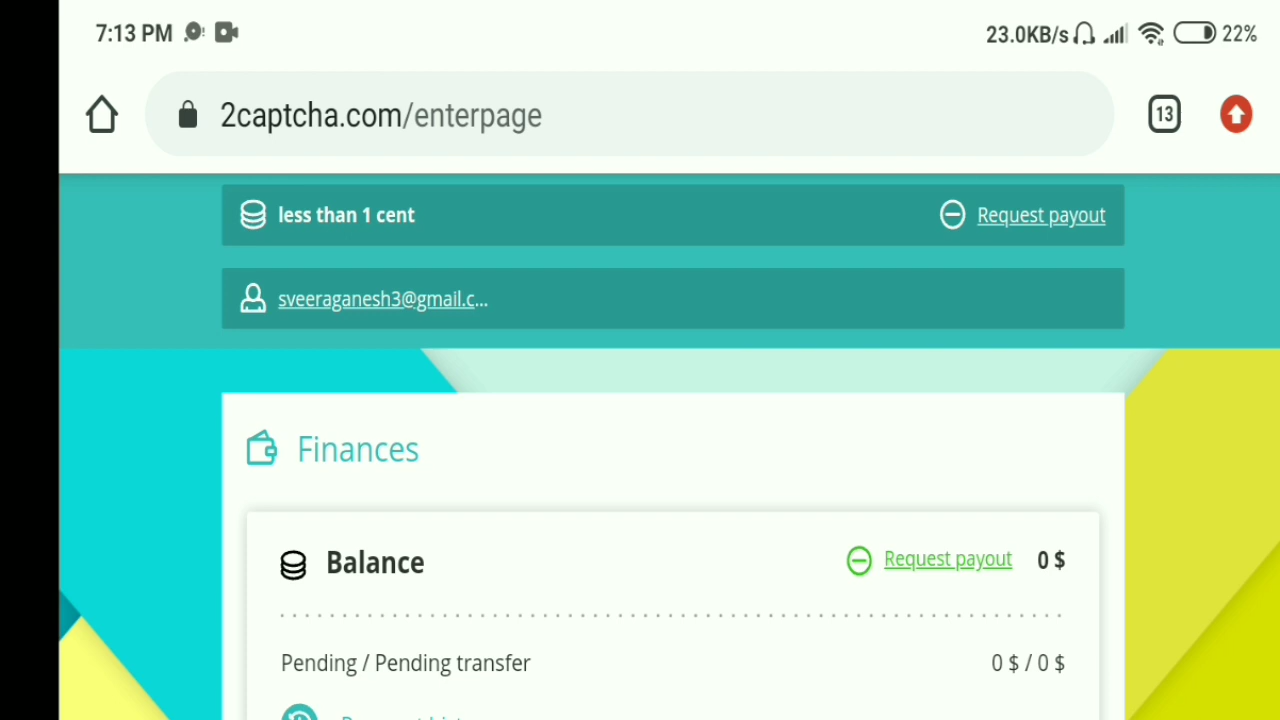 7:13 PM 23.0KB/s 22%
2captcha.com/enterpage 13
less than 1 cent Request payout
sveeraganesh3@gmail.c...
Finances
Balance Request payout 0 $
Pending / Pending transfer 0 $ / 0 $